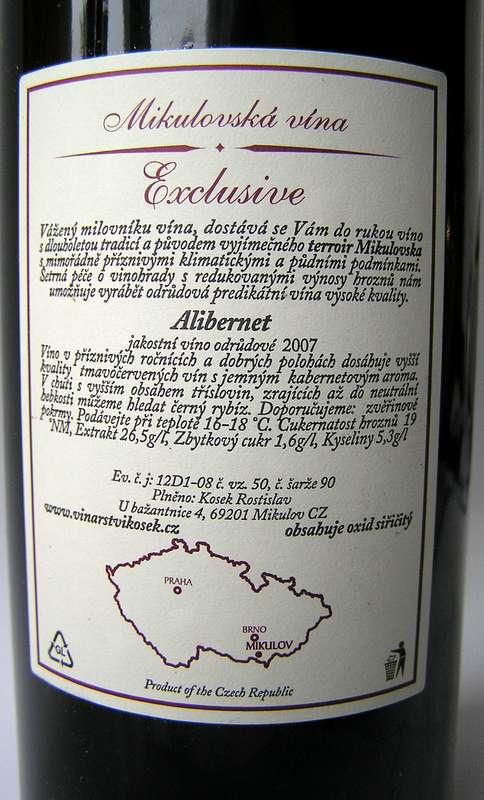 Mikulovská vína
Exclusive
Vážený milovníku vína, dostává se Vám do rukou víno
s dlouholetou tradicí a původem vyjímečného terroir Mikulovska
s mimořádně příznivými klimatickými a půdními podmínkami.
Šetrná péče o vinohrady s redukovanými výnosy hroznů nám
umožňuje vyrábět odrůdová predikátní vína vysoké kvality.
Alibernet
jakostní víno odrůdové 2007
Víno v příznivých ročnících a dobrých polohách dosáhuje vyšší
kvality tmavočervených vín s jemným kabernetovým aroma.
V chuti s vyšším obsahem tříslovin, zrajících až do neutrální
hebkosti můžeme hledat černý rybíz. Doporučujeme: zvěřinové
pokrmy. Podávejte při teplotě 16–18 °C. Cukernatost hroznů 19
°NM, Extrakt 26,5g/l, Zbytkový cukr 1,6g/l, Kyseliny 5,3g/l
Ev. č. j: 12D1-08 č. vz. 50, č. šarže 90
Plněno: Kosek Rostislav
U bažantnice 4, 69201 Mikulov CZ
www.vinarstvikosek.cz
obsahuje oxid siřičitý
PRAHA
BRNO
MIKULOV
GL
Product of the Czech Republic